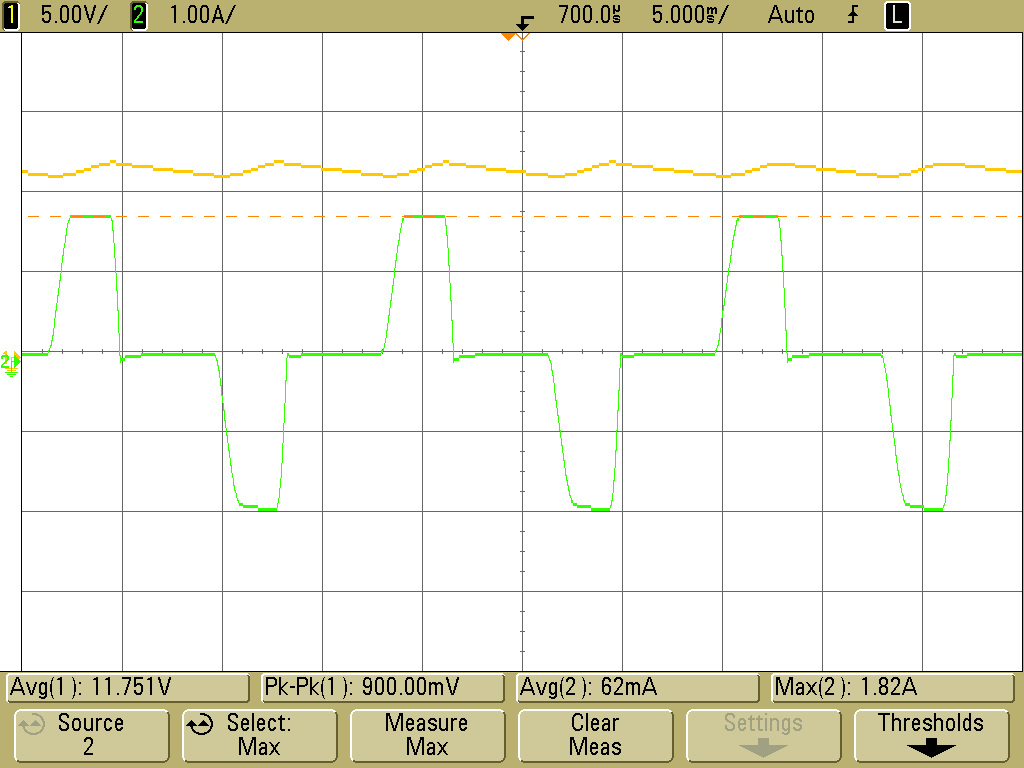 1 5.00V/ 2 1.00A/ 700.0µs 5.000ms/ Auto L
2
Avg(1): 11.751V Pk-Pk(1): 900.00mV Avg(2): 62mA Max(2): 1.82A
Source Select: Measure Clear Settings Thresholds
2 Max Max Meas